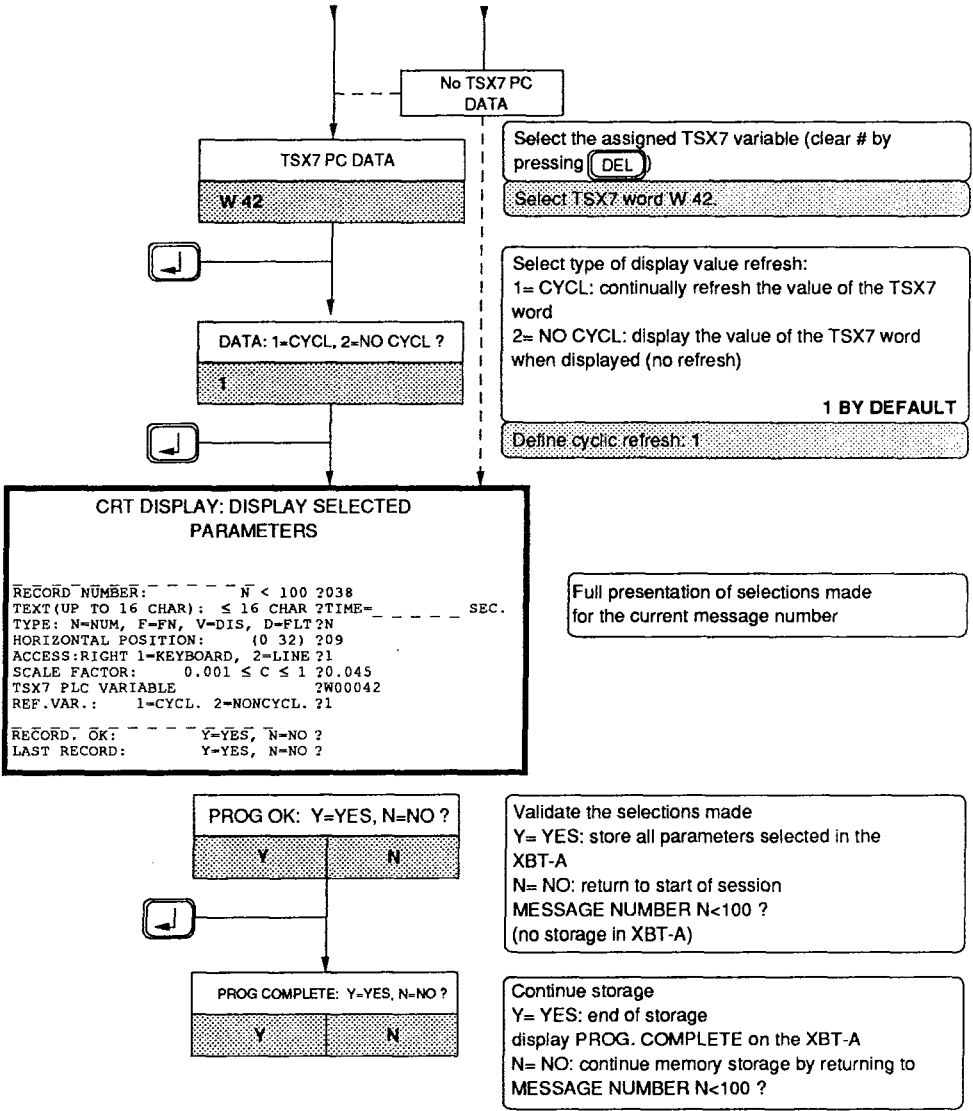 No TSX7 PC
DATA
TSX7 PC DATA
W 42
Select the assigned TSX7 variable (clear # by
pressing DEL )
Select TSX7 word W 42.
DATA: 1=CYCL, 2=NO CYCL ?
1
Select type of display value refresh:
1= CYCL: continually refresh the value of the TSX7
word
2= NO CYCL: display the value of the TSX7 word
when displayed (no refresh)
1 BY DEFAULT
Define cyclic refresh: 1
CRT DISPLAY: DISPLAY SELECTED
PARAMETERS
RECORD NUMBER: N < 100 ?038
TEXT(UP TO 16 CHAR): ≤ 16 CHAR ?TIME=_ _ _ _ _ _ SEC.
TYPE: N=NUM, F=FN, V=DIS, D=FLT?N
HORIZONTAL POSITION: (0 32) ?09
ACCESS:RIGHT 1=KEYBOARD, 2=LINE?1
SCALE FACTOR: 0.001 ≤ C ≤ 1 ?0.045
TSX7 PLC VARIABLE ?W00042
REF.VAR.: 1=CYCL. 2=NONCYCL.?1
RECORD. OK: Y=YES, N=NO ?
LAST RECORD: Y=YES, N=NO ?
Full presentation of selections made
for the current message number
PROG OK: Y=YES, N=NO ?
Y N
Validate the selections made
Y= YES: store all parameters selected in the
XBT-A
N= NO: return to start of session
MESSAGE NUMBER N<100 ?
(no storage in XBT-A)
PROG COMPLETE: Y=YES, N=NO ?
Y N
Continue storage
Y= YES: end of storage
display PROG. COMPLETE on the XBT-A
N= NO: continue memory storage by returning to
MESSAGE NUMBER N<100 ?